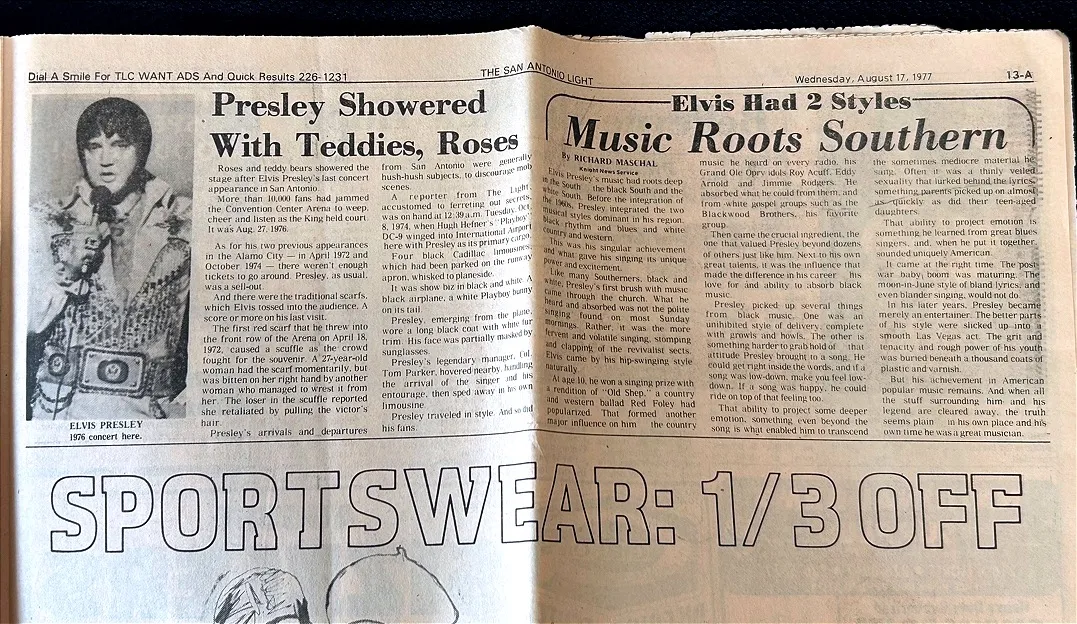 Dial A Smile For TLC WANT ADS And Quick Results 226-1231
THE SAN ANTONIO LIGHT
Wednesday, August 17, 1977
13-A
Presley Showered
With Teddies, Roses
ELVIS PRESLEY
1976 concert here.
Roses and teddy bears showered the
stage after Elvis Presley's last concert
appearance in San Antonio.
More than 10,000 fans had jammed
the Convention Center Arena to weep,
cheer and listen as the King held court.
It was Aug. 27, 1976.
As for his two previous appearances
in the Alamo City — in April 1972 and
October 1974 — there weren't enough
tickets to go around. Presley, as usual,
was a sell-out.
And there were the traditional scarfs,
which Elvis tossed into the audience. A
score or more on his last visit.
The first red scarf that he threw into
the front row of the Arena on April 18,
1972, caused a scuffle as the crowd
fought for the souvenir. A 27-year-old
woman had the scarf momentarily, but
was bitten on her right hand by another
woman who managed to wrest it from
her. The loser in the scuffle reported
she retaliated by pulling the victor's
hair.
Presley's arrivals and departures
from San Antonio were generally
hush-hush subjects, to discourage mob
scenes.
A reporter from The Light,
accustomed to ferreting out secrets,
was on hand at 12:39 a.m. Tuesday, Oct.
8, 1974, when Hugh Hefner's "Playboy"
DC-9 winged into International Airport
here with Presley as its primary cargo.
Four black Cadillac limousines,
which had been parked on the runway
apron, whisked to planeside.
It was show biz in black and white. A
black airplane, a white Playboy bunny
on its tail.
Presley, emerging from the plane,
wore a long black coat with white fur
trim. His face was partially masked by
sunglasses.
Presley's legendary manager, Col.
Tom Parker, hovered nearby, handling
the arrival of the singer and his
entourage, then sped away in his own
limousine.
Presley traveled in style. And so did
his fans.
Elvis Had 2 Styles
Music Roots Southern
By RICHARD MASCHAL
Knight News Service
Elvis Presley's music had roots deep
in the South the black South and the
Before the integration of
the 1960s, Presley integrated the two
musical styles dominant in his region,
black rhythm and blues and white
country and western.
This was his singular achievement
and what gave his singing its unique
power and excitement.
Like many Southerners, black and
white, Presley's first brush with music
came through the church. What he
heard and absorbed was not the polite
singing found on most Sunday
mornings. Rather, it was the more
fervent and volatile singing, stomping
and clapping of the revivalist sects.
Elvis came by his hip-swinging style
naturally.
At age 10, he won a singing prize with
a rendition of "Old Shep," a country
and western ballad Red Foley had
popularized. That formed another
major influence on him the country
music he heard on every radio, his
Grand Ole Opry idols Roy Acuff, Eddy
Arnold and Jimmie Rodgers. He
absorbed what he could from them, and
from white gospel groups such as the
Blackwood Brothers, his favorite
group.
Then came the crucial ingredient, the
one that valued Presley beyond dozens
of others just like him. Next to his own
great talents, it was the influence that
made the difference in his career his
love for and ability to absorb black
music.
Presley picked up several things
from black music. One was an
unihibited style of delivery, complete
with growls and howls. The other is
something harder to grab hold of that
attitude Presley brought to a song. He
could get right inside the words, and if a
song was low-down, make you feel low-
down. If a song was happy, he could
ride on top of that feeling too.
That ability to project some deeper
emotion, something even beyond the
song is what enabled him to transcend
the sometimes mediocre material he
sang. Often it was a thinly veiled
sexuality that lurked behind the lyrics,
something parents picked up on almost
as quickly as did their teen-aged
daughters.
That ability to project emotion is
something he learned from great blues
singers, and, when he put it together,
sounded uniquely American.
It came at the right time. The post-
war baby boom was maturing. The
moon-in-June style of bland lyrics, and
even blander singing, would not do.
In his later years, Presley became
merely an entertainer. The better parts
of his style were slicked up into a
smooth Las Vegas act. The grit and
tenacity and rough power of his youth
was buried beneath a thousand coats of
plastic and varnish.
But his achievement in American
popular music remains. And when all
the stuff surrounding him and his
legend are cleared away, the truth
seems plain in his own place and his
own time he was a great musician.
SPORTSWEAR: 1/3 OFF